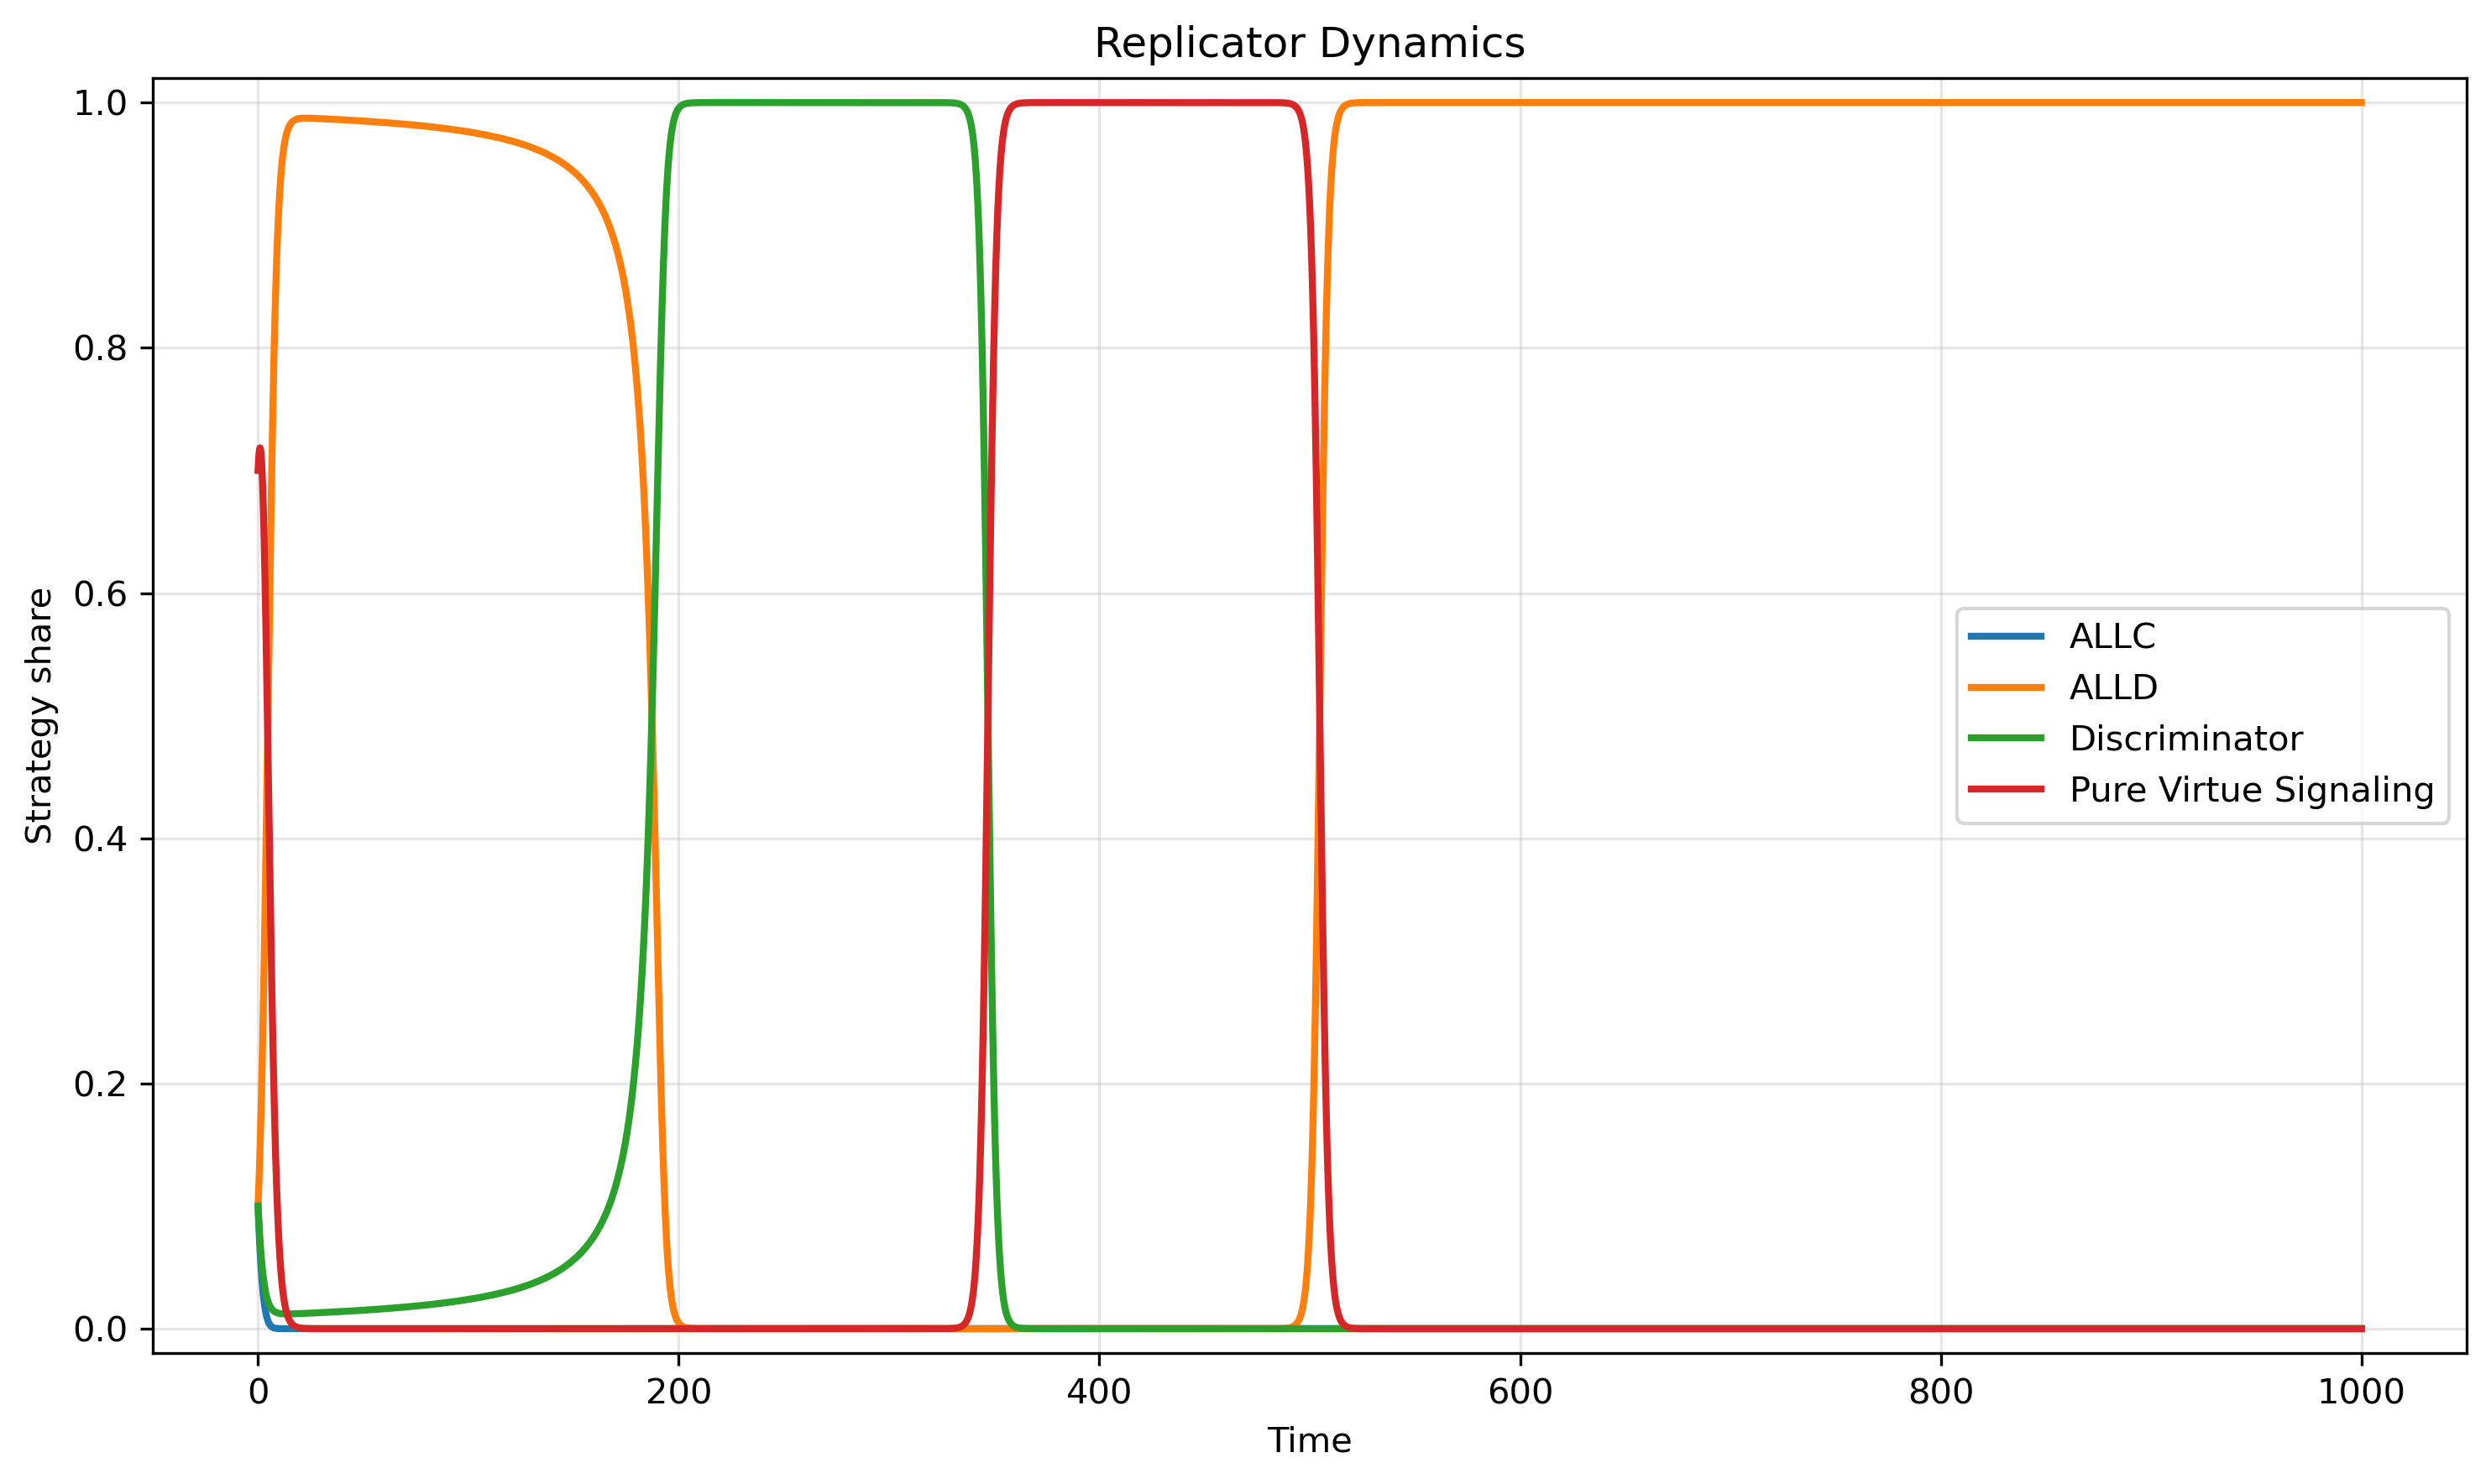 Replicator Dynamics
Strategy share
1.0
0.8
0.6
0.4
0.2
0.0
ALLC
ALLD
Discriminator
Pure Virtue Signaling
0 200 400 600 800 1000
Time